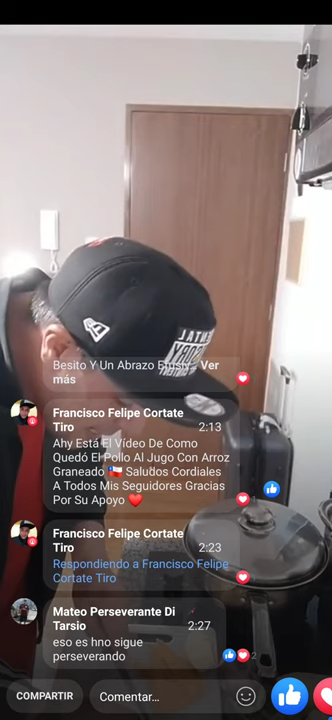 Besito Y Un Abrazo
Ver
más
Francisco Felipe Cortate
Tiro
2:13
Ahy Está El Vídeo De Como
Quedó El Pollo Al Jugo Con Arroz
Graneado 🇨🇱 Saludos Cordiales
A Todos Mis Seguidores Gracias
Por Su Apoyo ❤️
Francisco Felipe Cortate
Tiro
2:23
Respondiendo a Francisco Felipe
Cortate Tiro
Mateo Perseverante Di
Tarsio
2:27
eso es hno sigue
perseverando
2
COMPARTIR
Comentar...